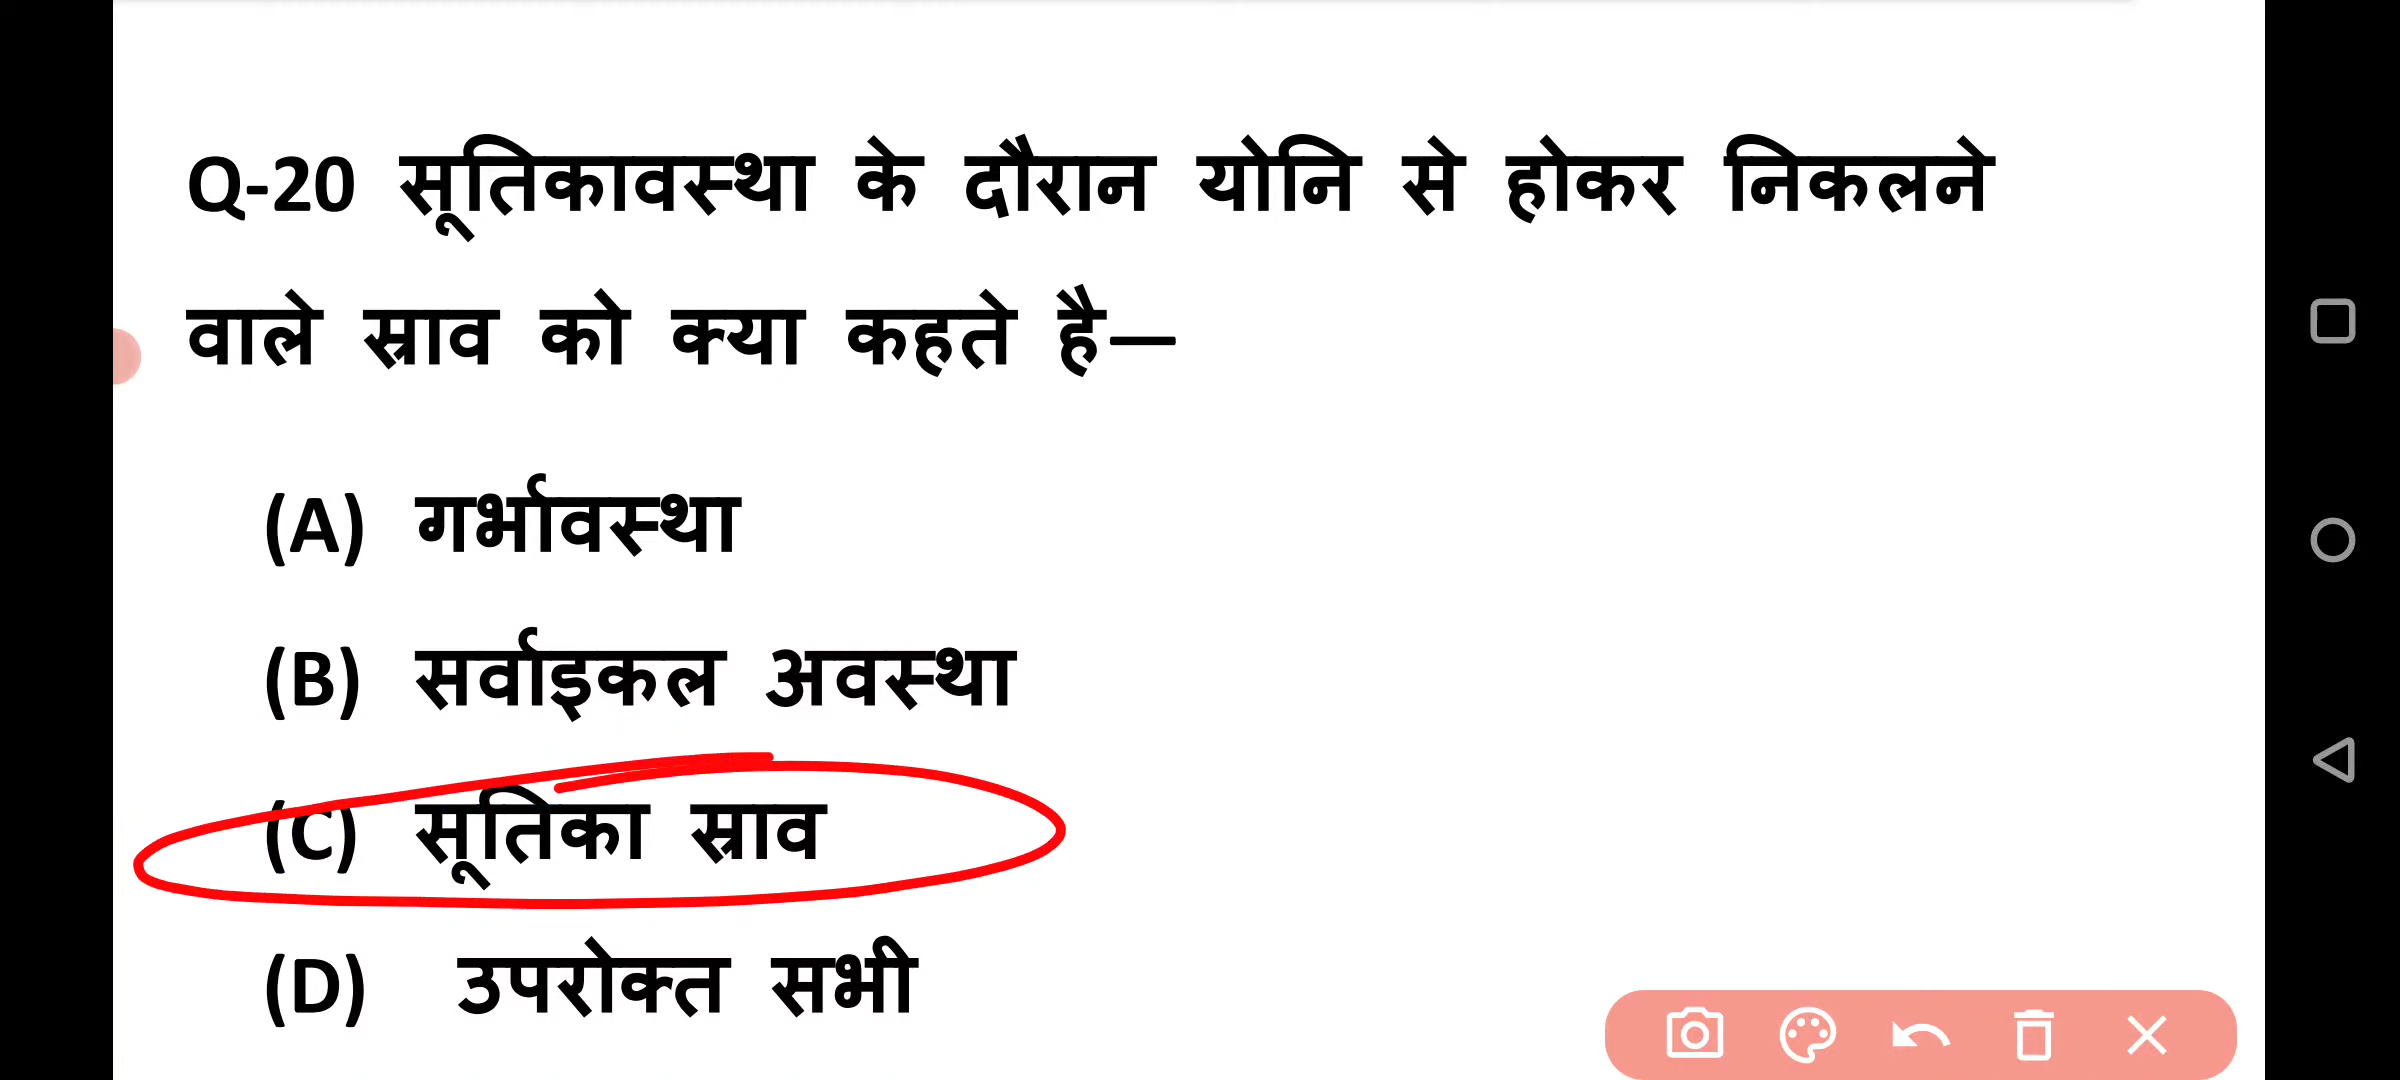 Q-20 सूतिकावस्था के दौरान योनि से होकर निकलने
वाले स्राव को क्या कहते है—
(A) गर्भावस्था
(B) सर्वाइकल अवस्था
(C) सूतिका स्राव
(D) उपरोक्त सभी